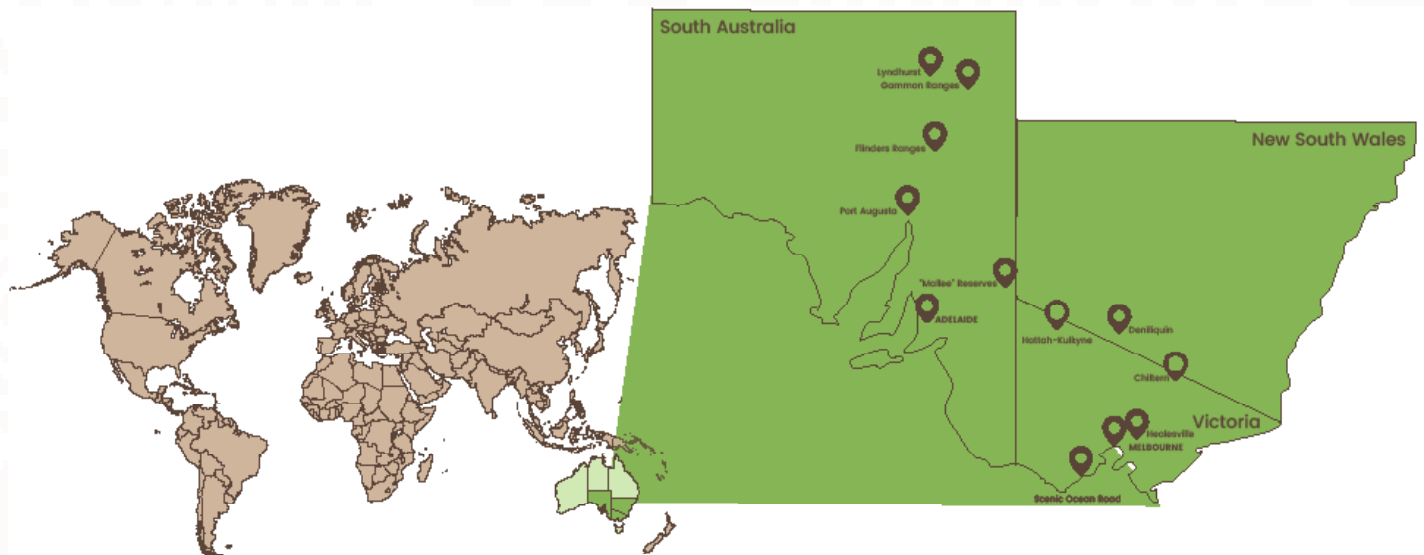 South Australia
Lyndhurst
Gammon Ranges
New South Wales
Flinders Ranges
Port Augusta
"Mallee" Reserves
ADELAIDE
Hattah-Kulkyne
Deniliquin
Chiltern
Victoria
Healesville
MELBOURNE
Scenic Ocean Road